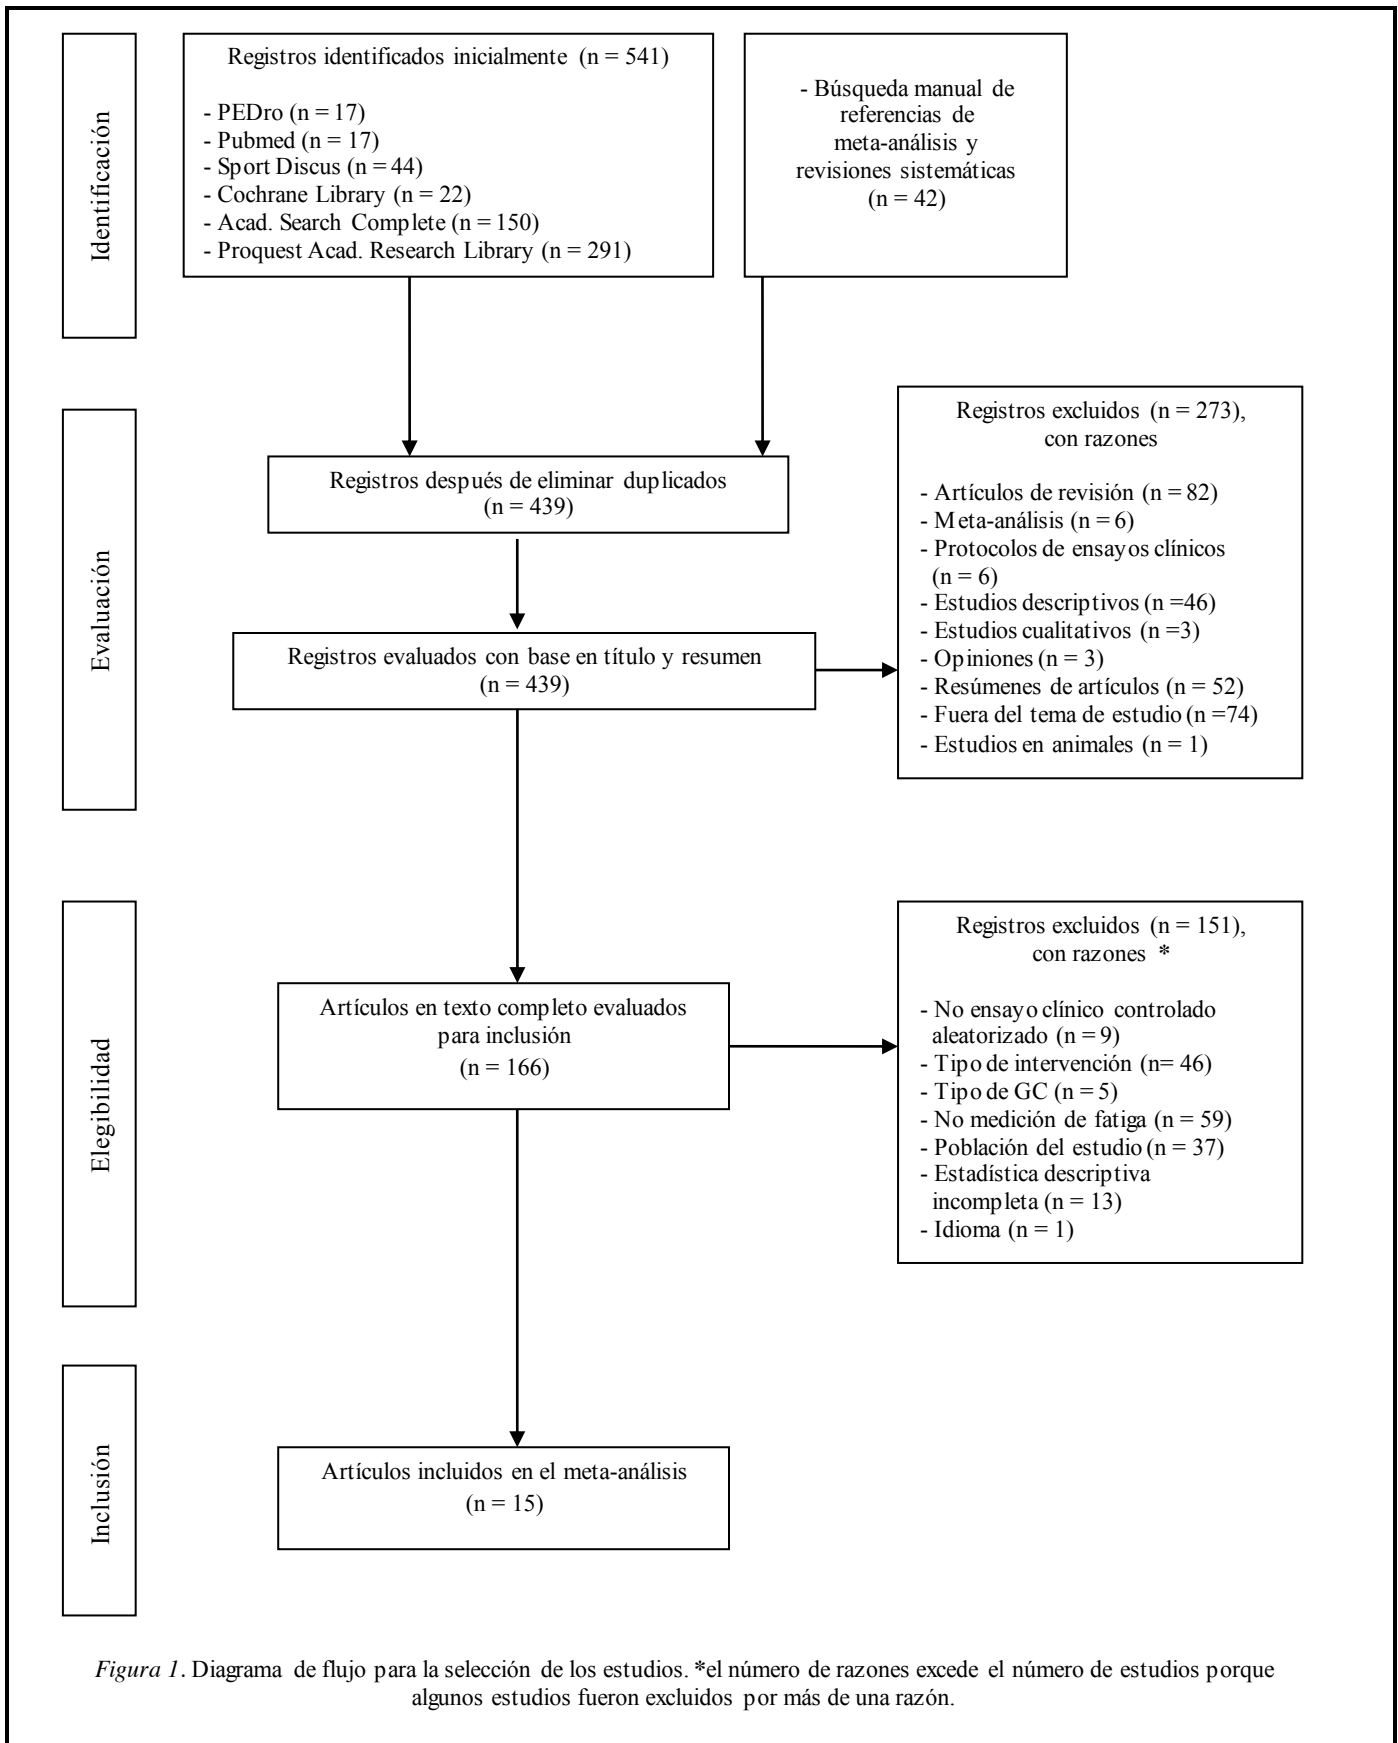 Identificación
Registros identificados inicialmente (n = 541)
- PEDro (n = 17)
- Pubmed (n = 17)
- Sport Discus (n = 44)
- Cochrane Library (n = 22)
- Acad. Search Complete (n = 150)
- Proquest Acad. Research Library (n = 291)
- Búsqueda manual de
referencias de
meta-análisis y
revisiones sistemáticas
(n = 42)
Evaluación
Registros después de eliminar duplicados
(n = 439)
Registros evaluados con base en título y resumen
(n = 439)
Registros excluidos (n = 273),
con razones
- Artículos de revisión (n = 82)
- Meta-análisis (n = 6)
- Protocolos de ensayos clínicos
(n = 6)
- Estudios descriptivos (n =46)
- Estudios cualitativos (n =3)
- Opiniones (n = 3)
- Resúmenes de artículos (n = 52)
- Fuera del tema de estudio (n =74)
- Estudios en animales (n = 1)
Elegibilidad
Artículos en texto completo evaluados
para inclusión
(n = 166)
Registros excluidos (n = 151),
con razones *
- No ensayo clínico controlado
aleatorizado (n = 9)
- Tipo de intervención (n= 46)
- Tipo de GC (n = 5)
- No medición de fatiga (n = 59)
- Población del estudio (n = 37)
- Estadística descriptiva
incompleta (n = 13)
- Idioma (n = 1)
Inclusión
Artículos incluidos en el meta-análisis
(n = 15)
Figura 1. Diagrama de flujo para la selección de los estudios. *el número de razones excede el número de estudios porque
algunos estudios fueron excluidos por más de una razón.